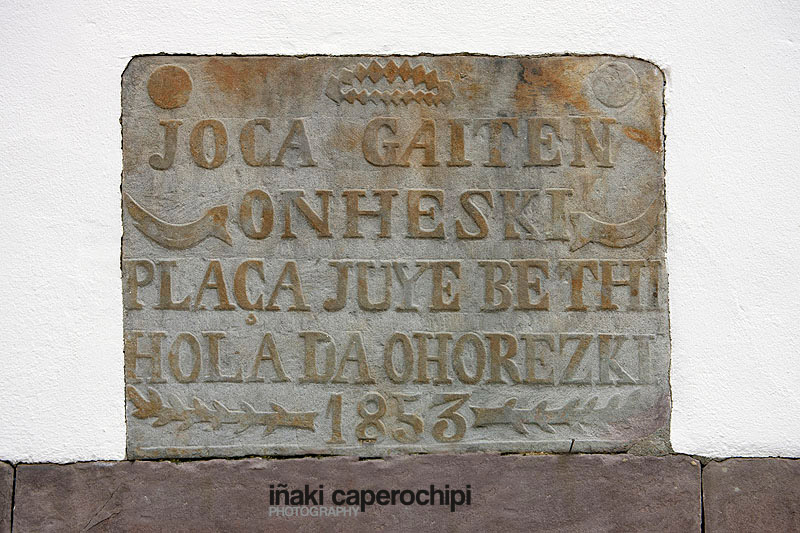 JOCA GAITEN
ONHESKI
PLAÇA JUYE BETHI
HOLA DA OHOREZKI
1853
iñaki caperochipi
PHOTOGRAPHY